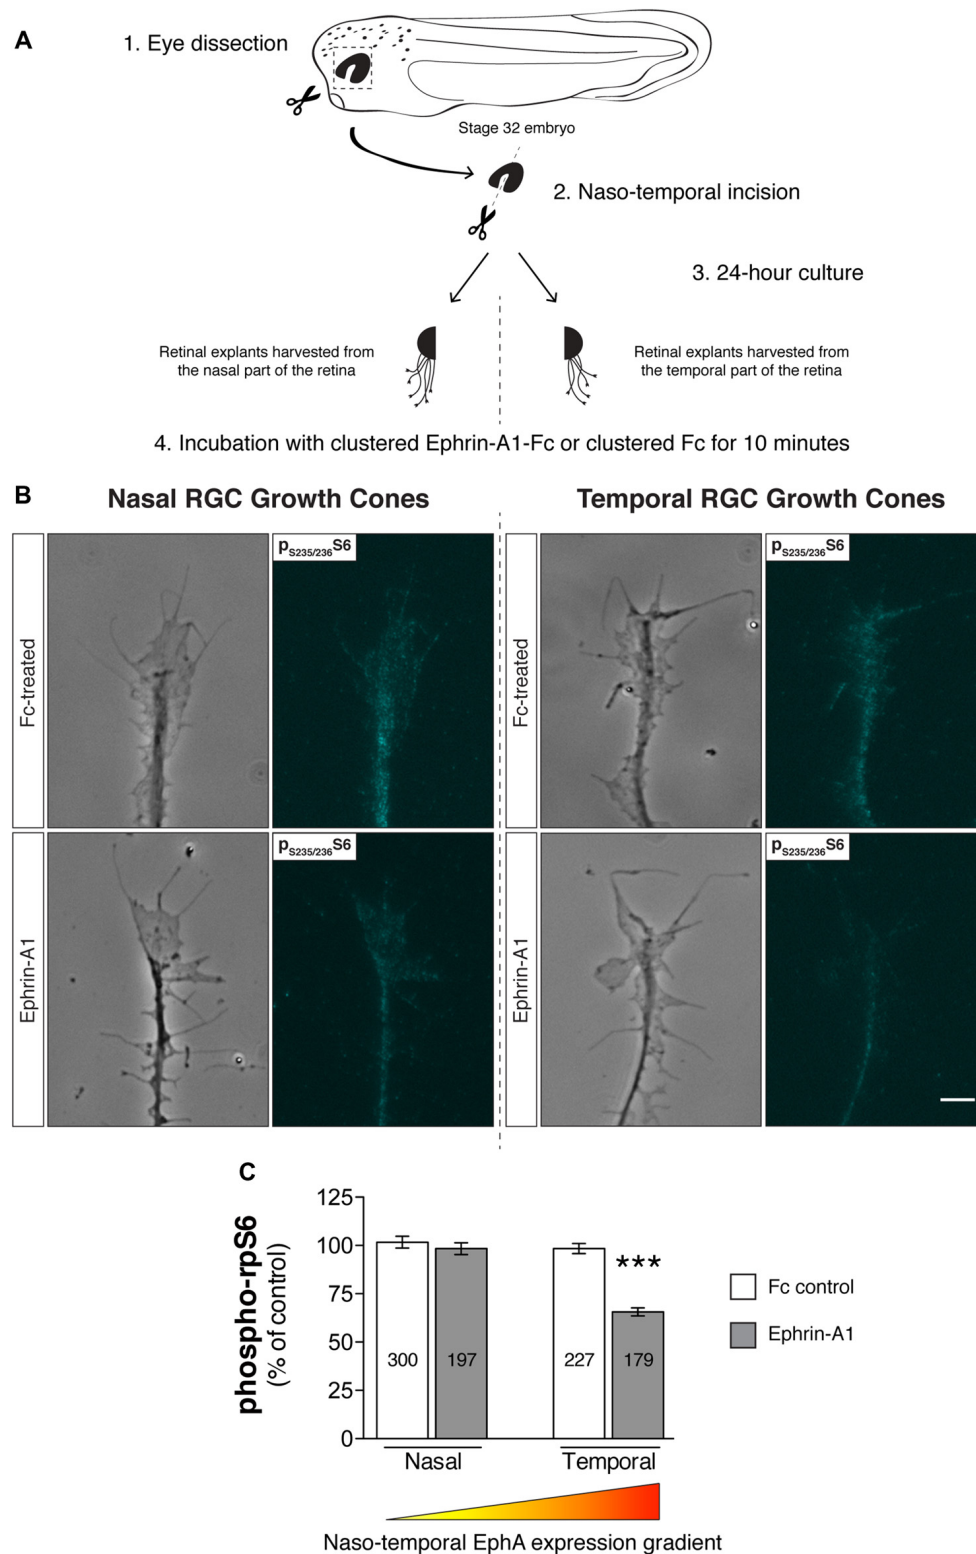 A
1. Eye dissection
Stage 32 embryo
2. Naso-temporal incision
3. 24-hour culture
Retinal explants harvested from
the nasal part of the retina
Retinal explants harvested from
the temporal part of the retina
4. Incubation with clustered Ephrin-A1-Fc or clustered Fc for 10 minutes
B
Nasal RGC Growth Cones
Temporal RGC Growth Cones
Fc-treated
pS235/236S6
Fc-treated
pS235/236S6
Ephrin-A1
pS235/236S6
Ephrin-A1
pS235/236S6
C
phospho-rpS6
(% of control)
125
100
75
50
25
0
300
197
227
179
***
Nasal
Temporal
Fc control
Ephrin-A1
Naso-temporal EphA expression gradient